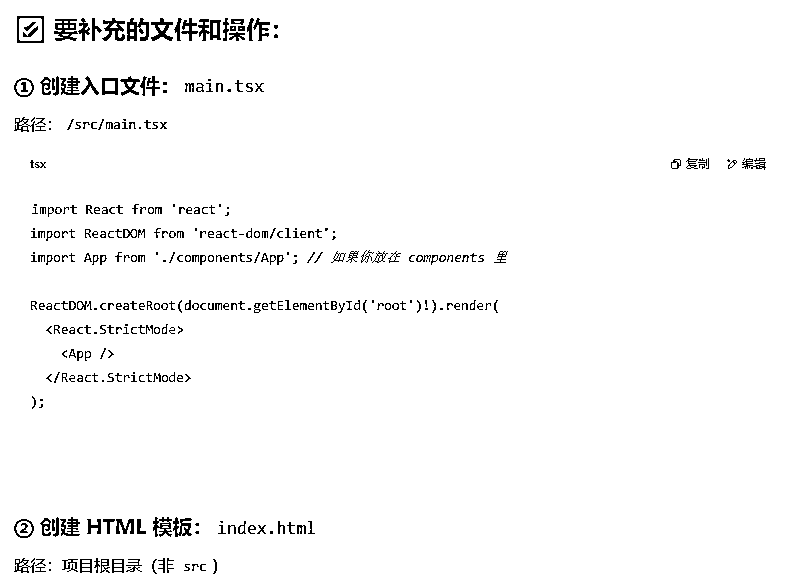 要补充的文件和操作：
① 创建入口文件： main.tsx
路径： /src/main.tsx
tsx 复制 编辑
import React from 'react';
import ReactDOM from 'react-dom/client';
import App from './components/App'; // 如果你放在 components 里

ReactDOM.createRoot(document.getElementById('root')!).render(
  <React.StrictMode>
    <App />
  </React.StrictMode>
);

② 创建 HTML 模板： index.html
路径：项目根目录（非 src ）